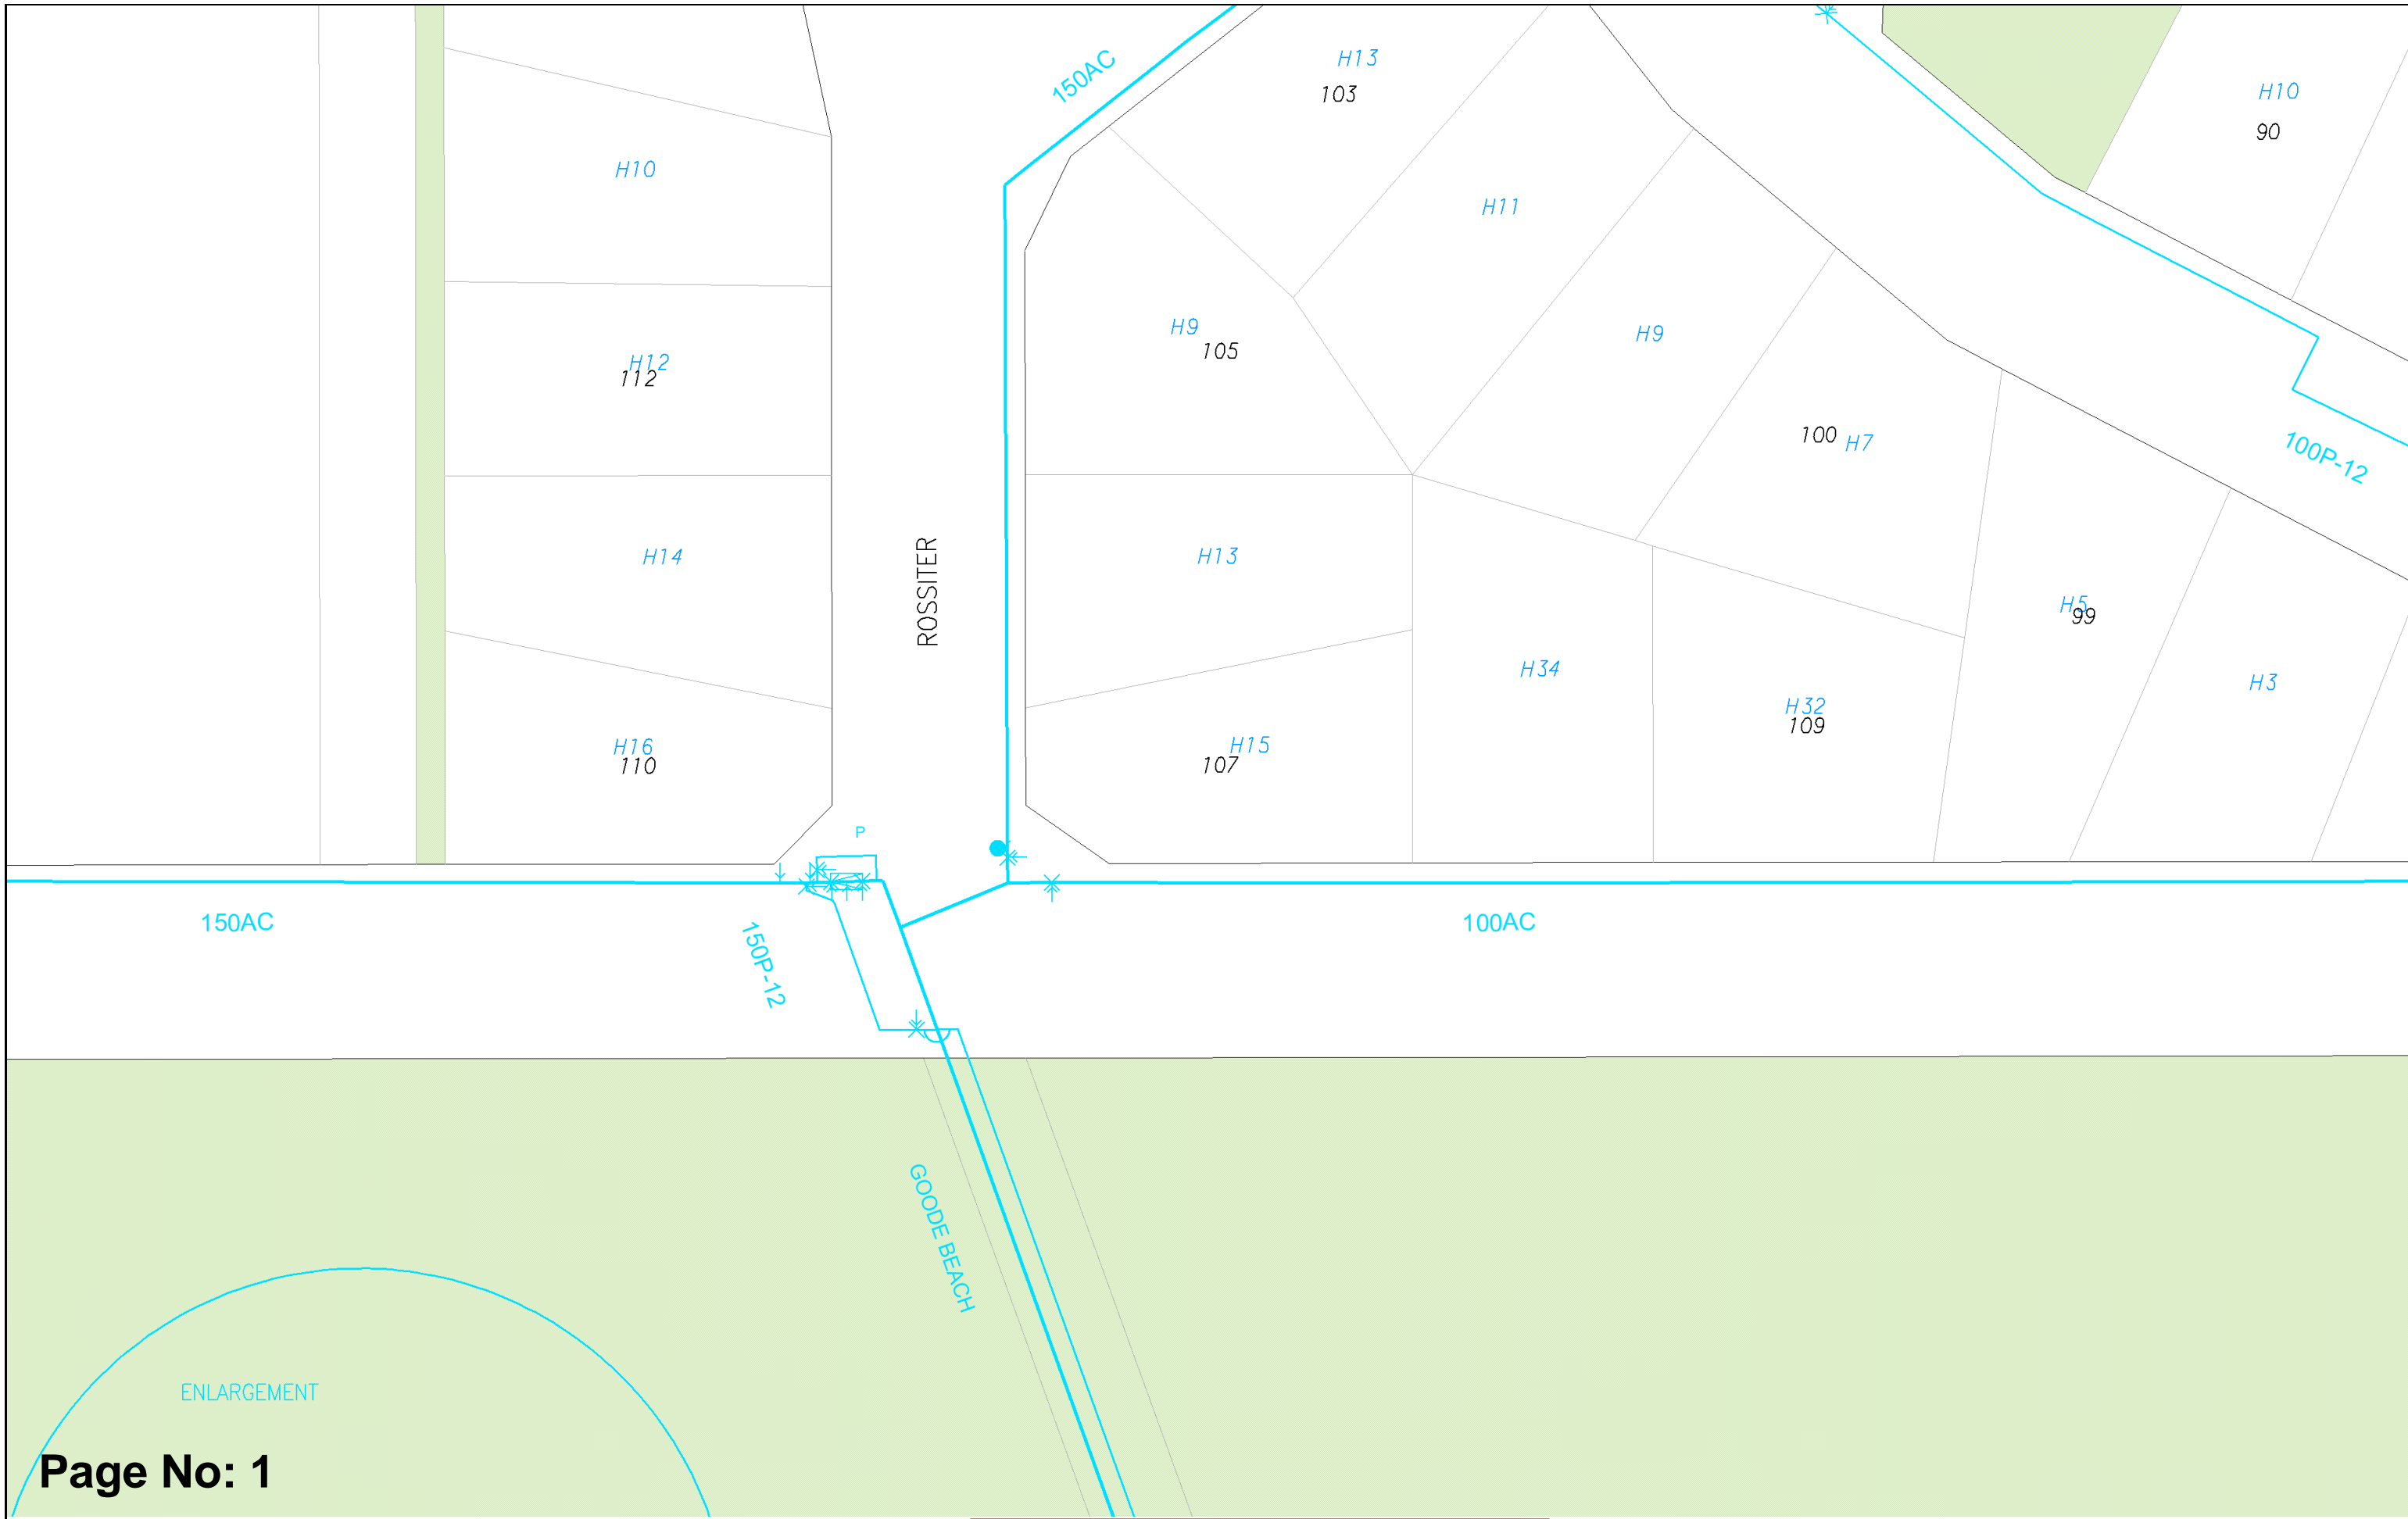 150AC
H13
103
H10
90
H10
H11
H9
105
H9
H12
112
100
H7
100P-12
ROSSITER
H14
H13
H5
99
H34
H3
H32
109
H16
110
H15
107
P
150AC
150P-12
100AC
GOODE BEACH
ENLARGEMENT
Page No: 1